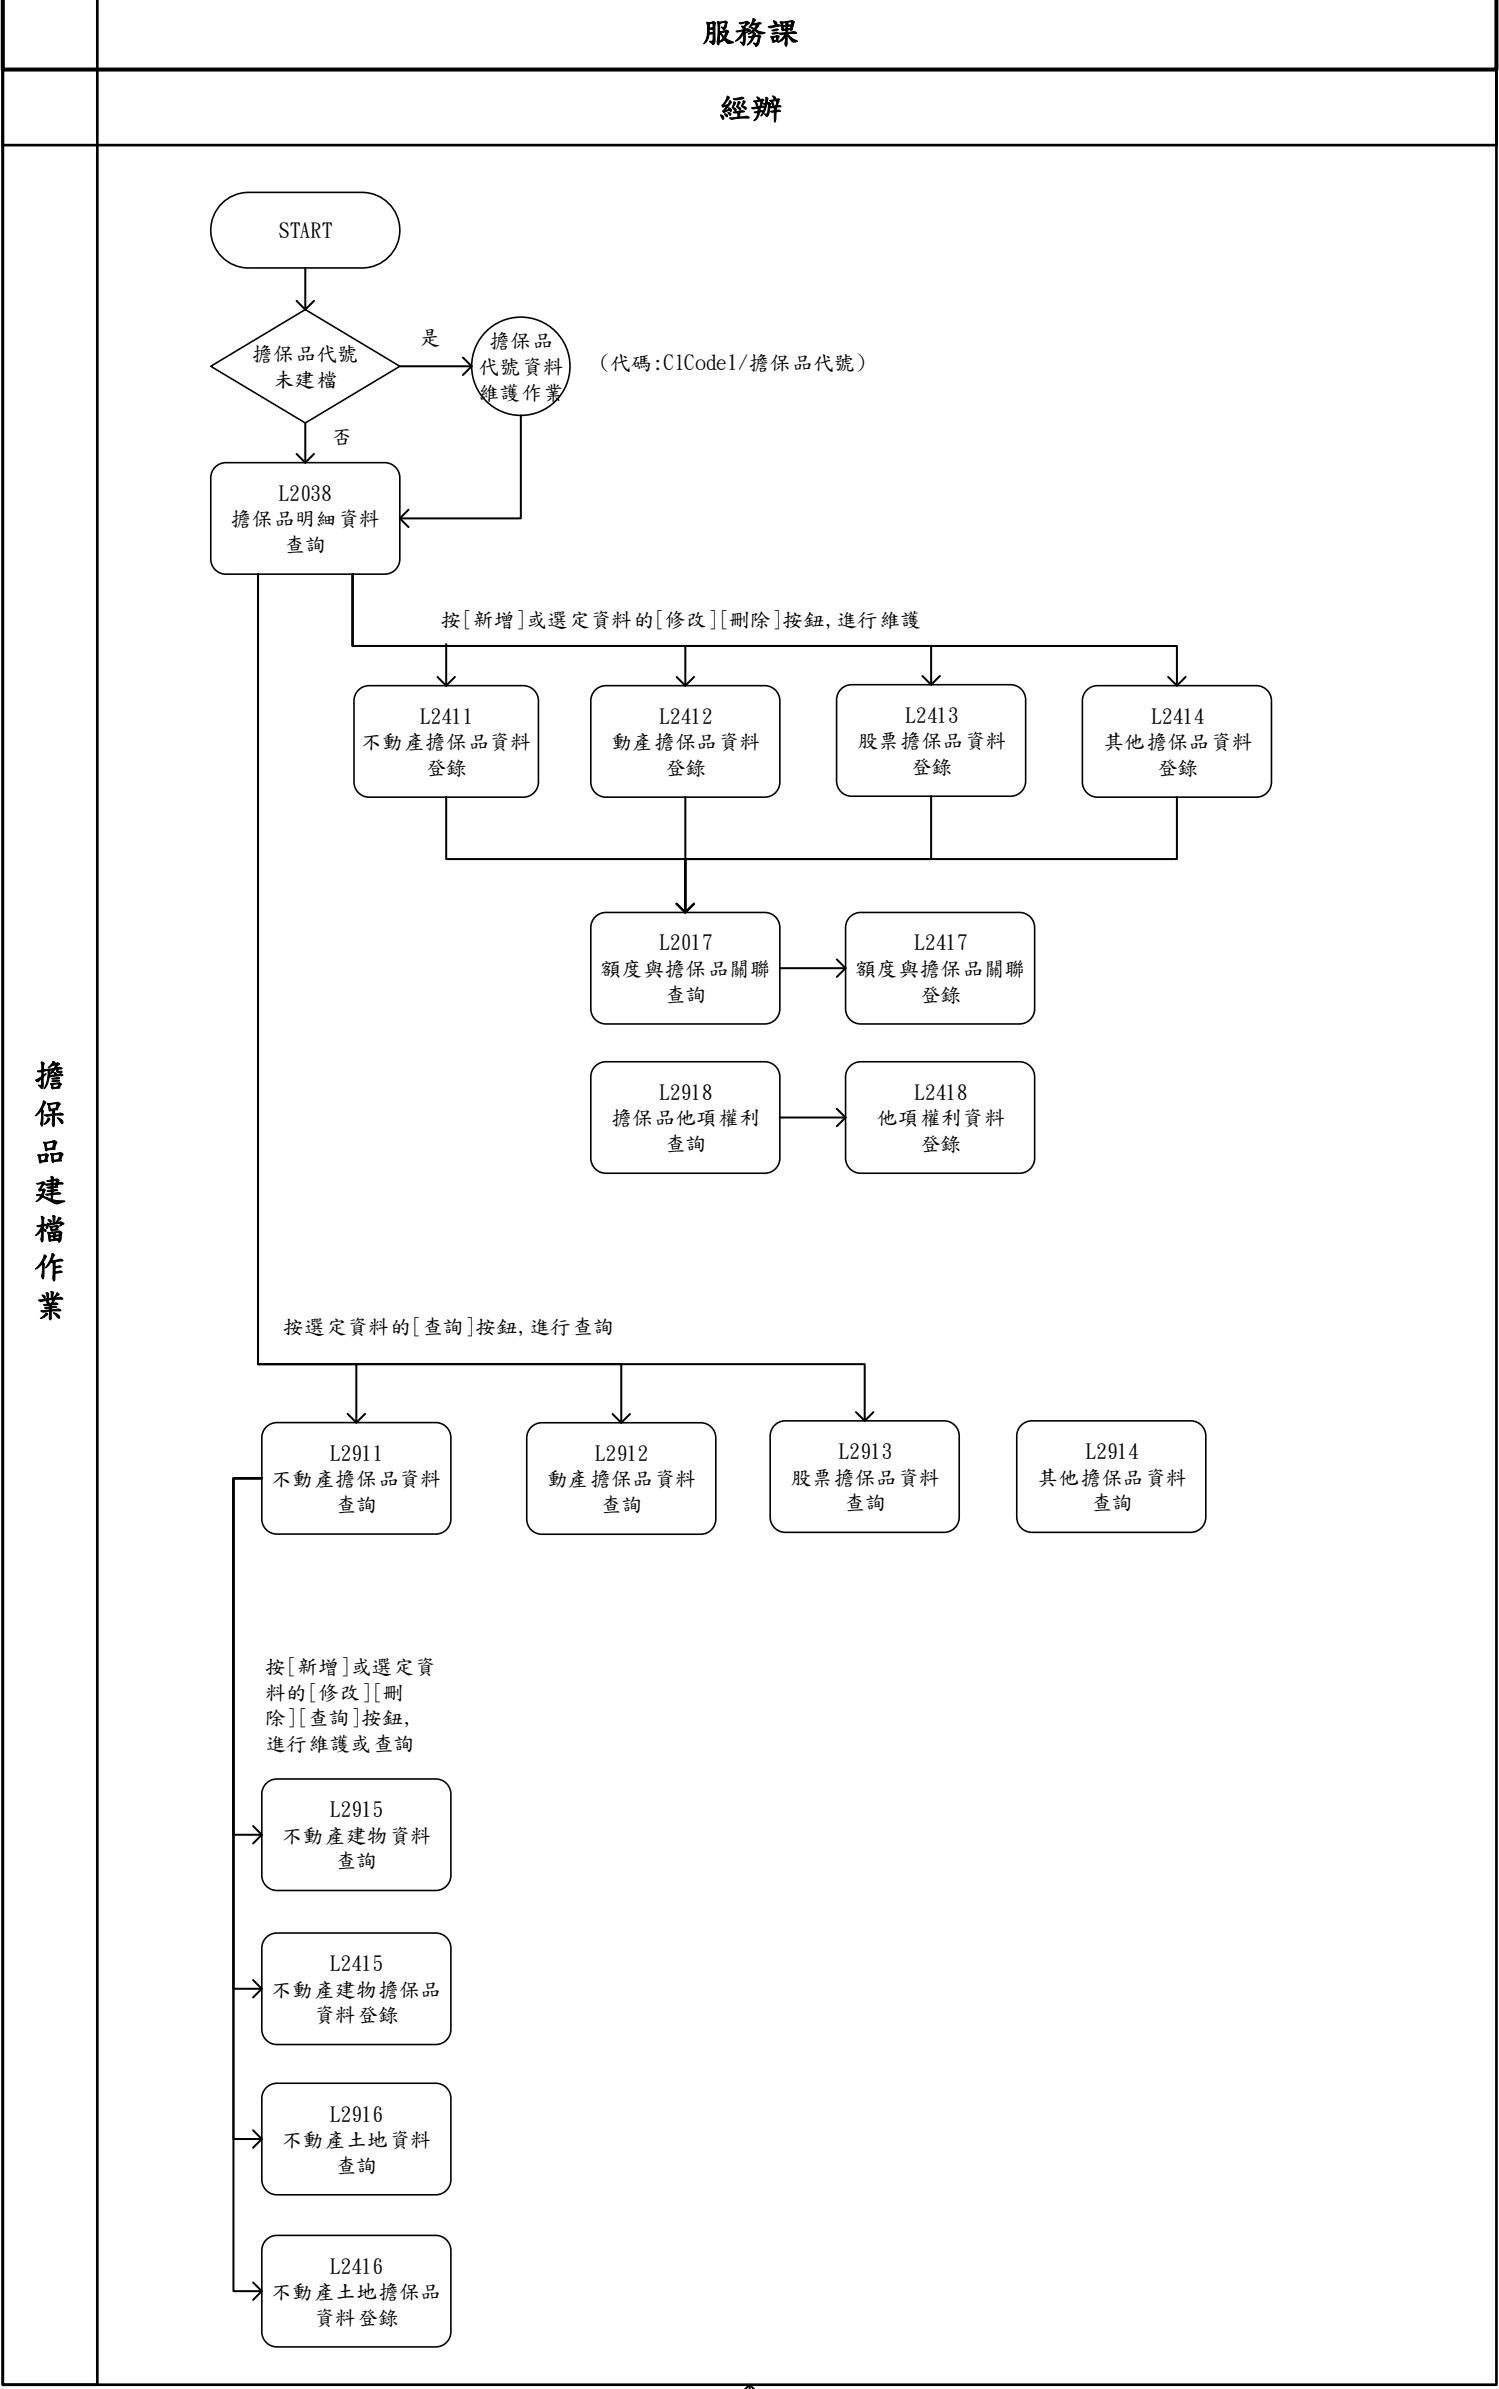 服務課
經辦
擔保品建檔作業
START
擔保品代號
未建檔
是
擔保品
代號資料
維護作業
(代碼:ClCode1/擔保品代號)
否
L2038
擔保品明細資料
查詢
按[新增]或選定資料的[修改][刪除]按鈕,進行維護
L2411
不動產擔保品資料
登錄
L2412
動產擔保品資料
登錄
L2413
股票擔保品資料
登錄
L2414
其他擔保品資料
登錄
L2017
額度與擔保品關聯
查詢
L2417
額度與擔保品關聯
登錄
L2918
擔保品他項權利
查詢
L2418
他項權利資料
登錄
按選定資料的[查詢]按鈕,進行查詢
L2911
不動產擔保品資料
查詢
L2912
動產擔保品資料
查詢
L2913
股票擔保品資料
查詢
L2914
其他擔保品資料
查詢
按[新增]或選定資
料的[修改][刪
除][查詢]按鈕,
進行維護或查詢
L2915
不動產建物資料
查詢
L2415
不動產建物擔保品
資料登錄
L2916
不動產土地資料
查詢
L2416
不動產土地擔保品
資料登錄